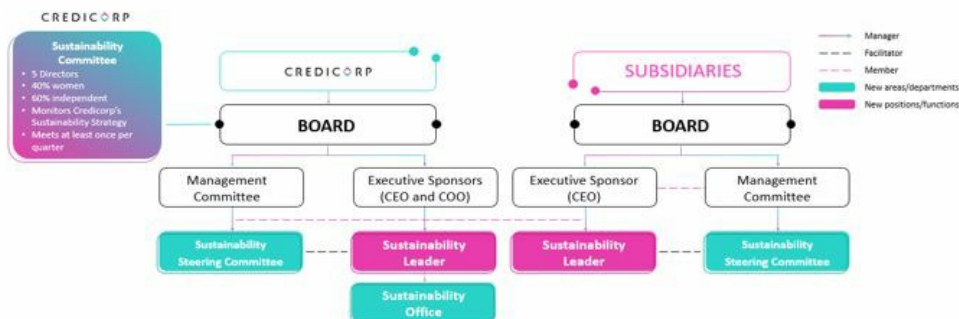 CREDICORP
Sustainability
Committee
• 5 Directors
• 40% women
• 60% independent
• Monitors Credicorp's
Sustainability Strategy
• Meets at least once per
quarter
CREDICORP
SUBSIDIARIES
Manager
Facilitator
Member
New areas/departments
New positions/functions
BOARD
BOARD
Management
Committee
Executive Sponsors
(CEO and COO)
Executive Sponsor
(CEO)
Management
Committee
Sustainability
Steering Committee
Sustainability
Leader
Sustainability
Leader
Sustainability
Steering Committee
Sustainability
Office